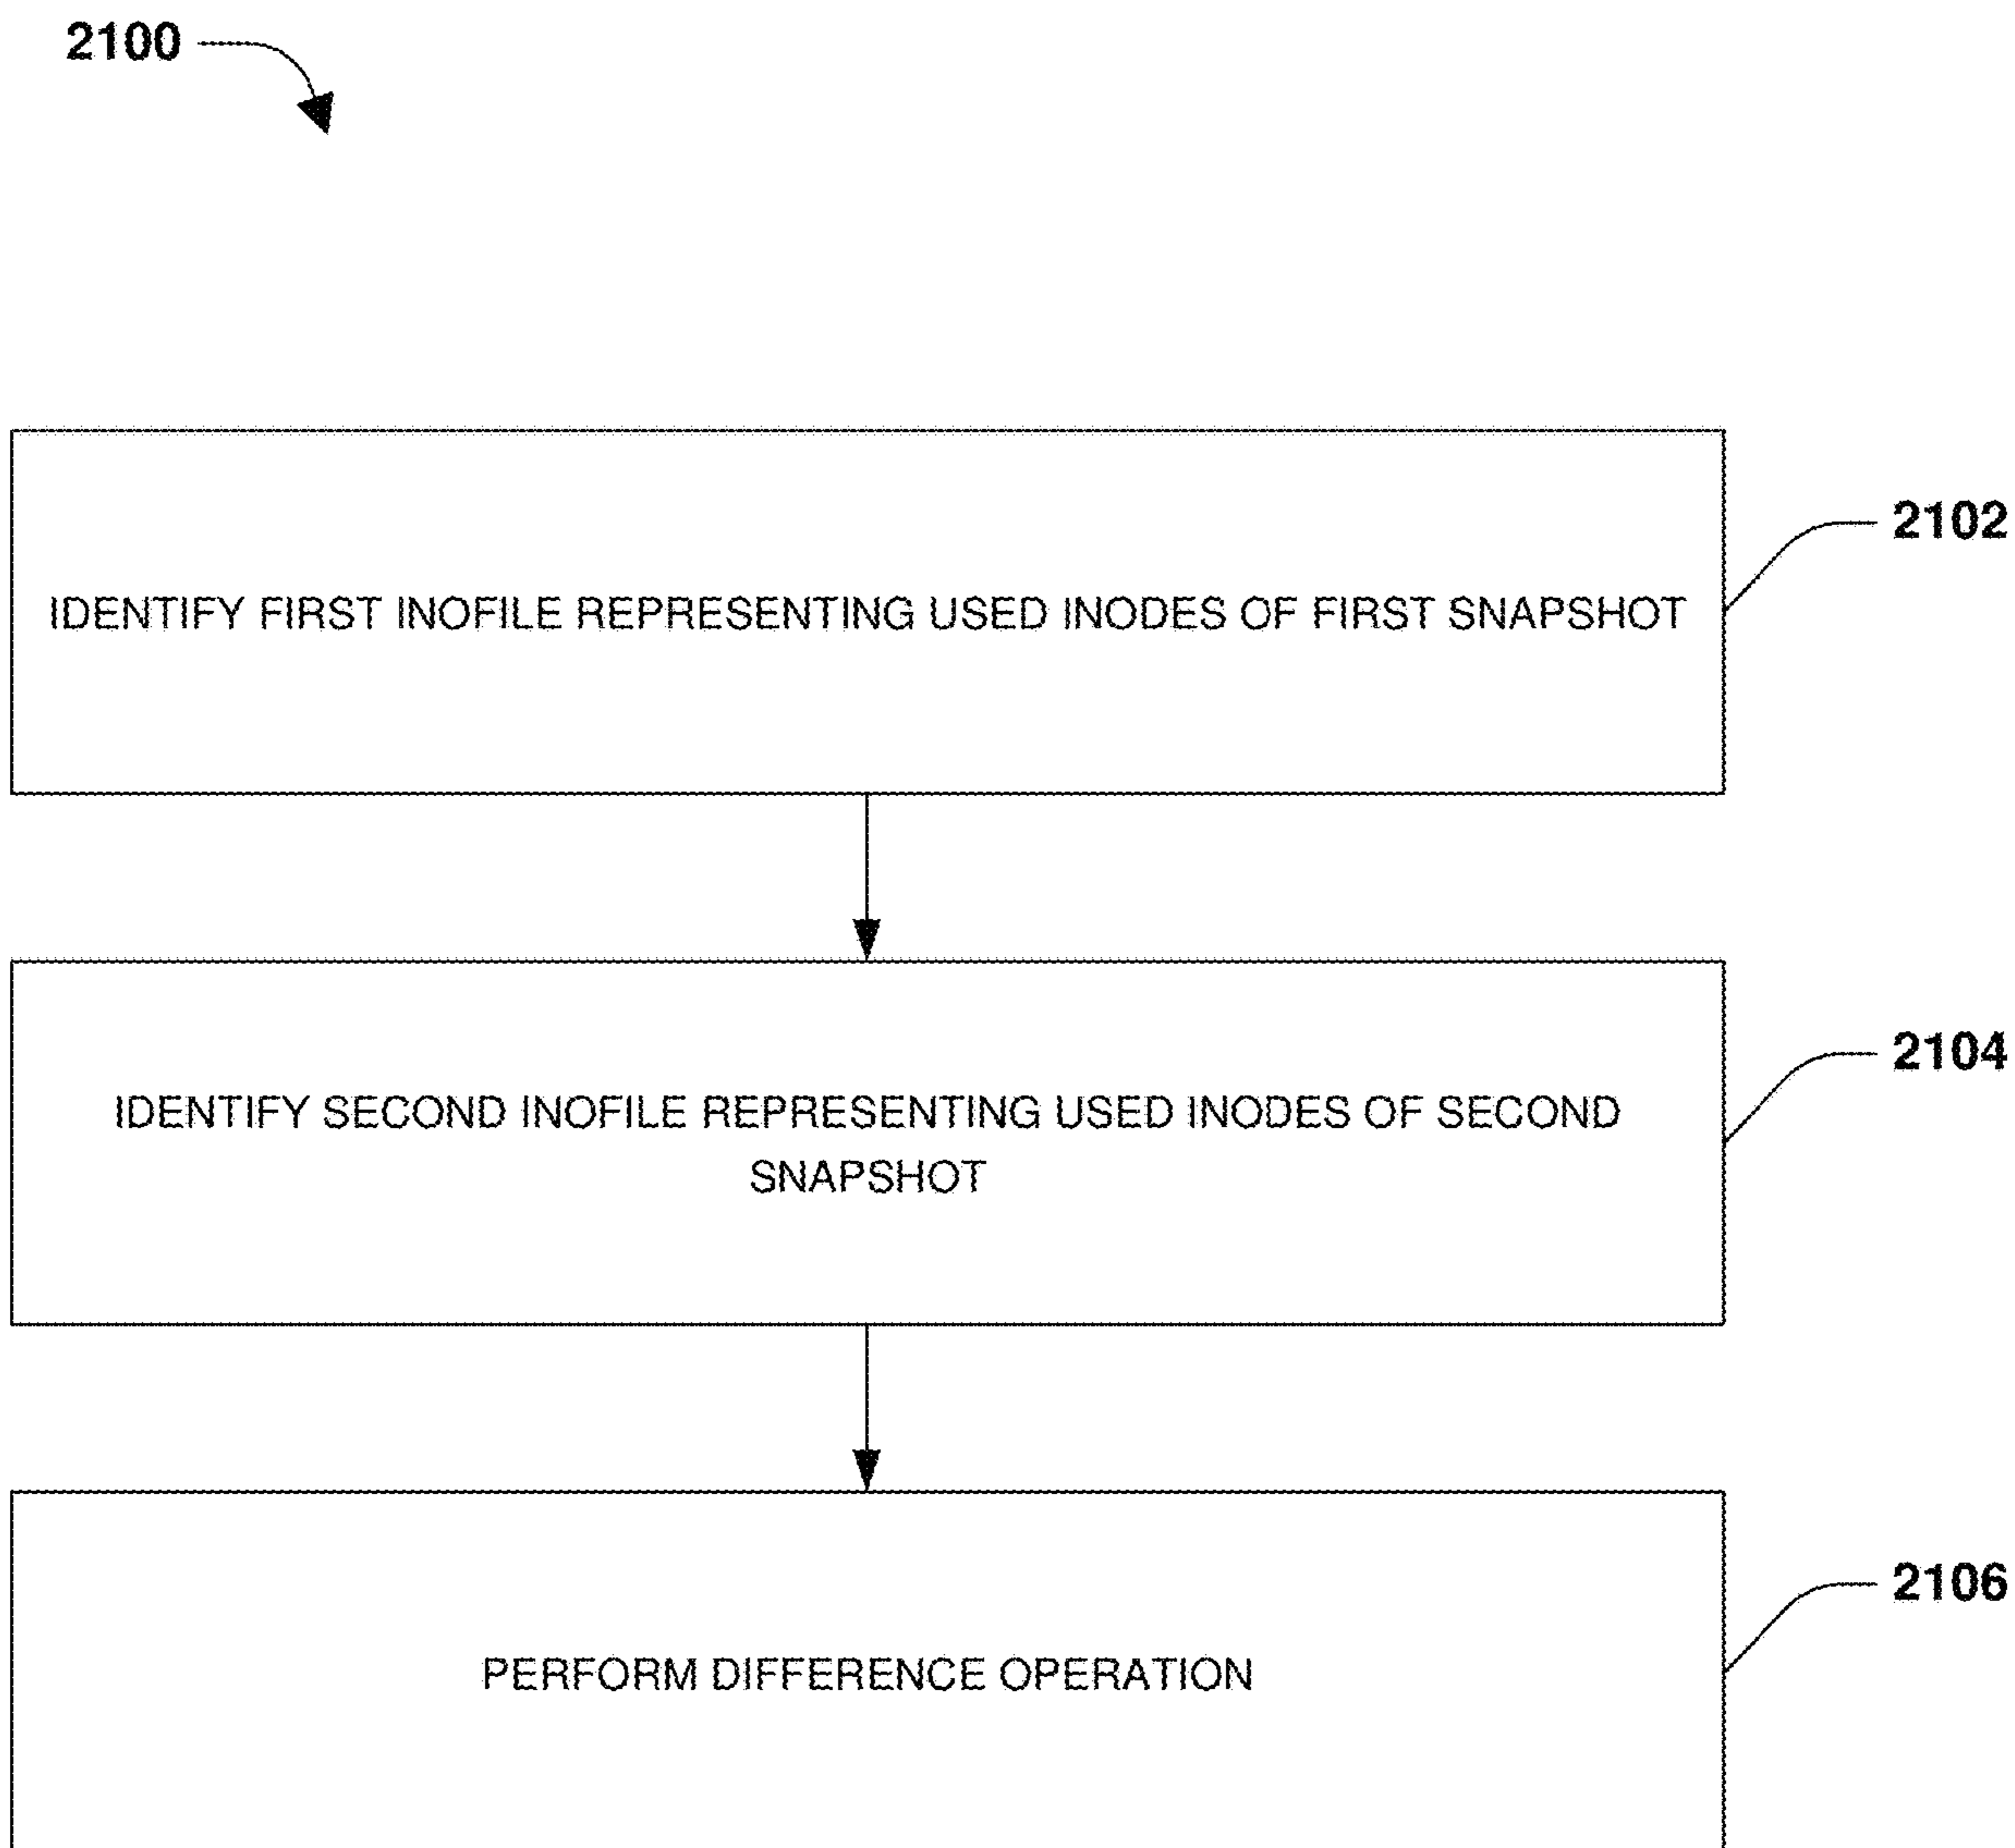 2100
IDENTIFY FIRST INOFILE REPRESENTING USED INODES OF FIRST SNAPSHOT
2102
IDENTIFY SECOND INOFILE REPRESENTING USED INODES OF SECOND
SNAPSHOT
2104
PERFORM DIFFERENCE OPERATION
2106